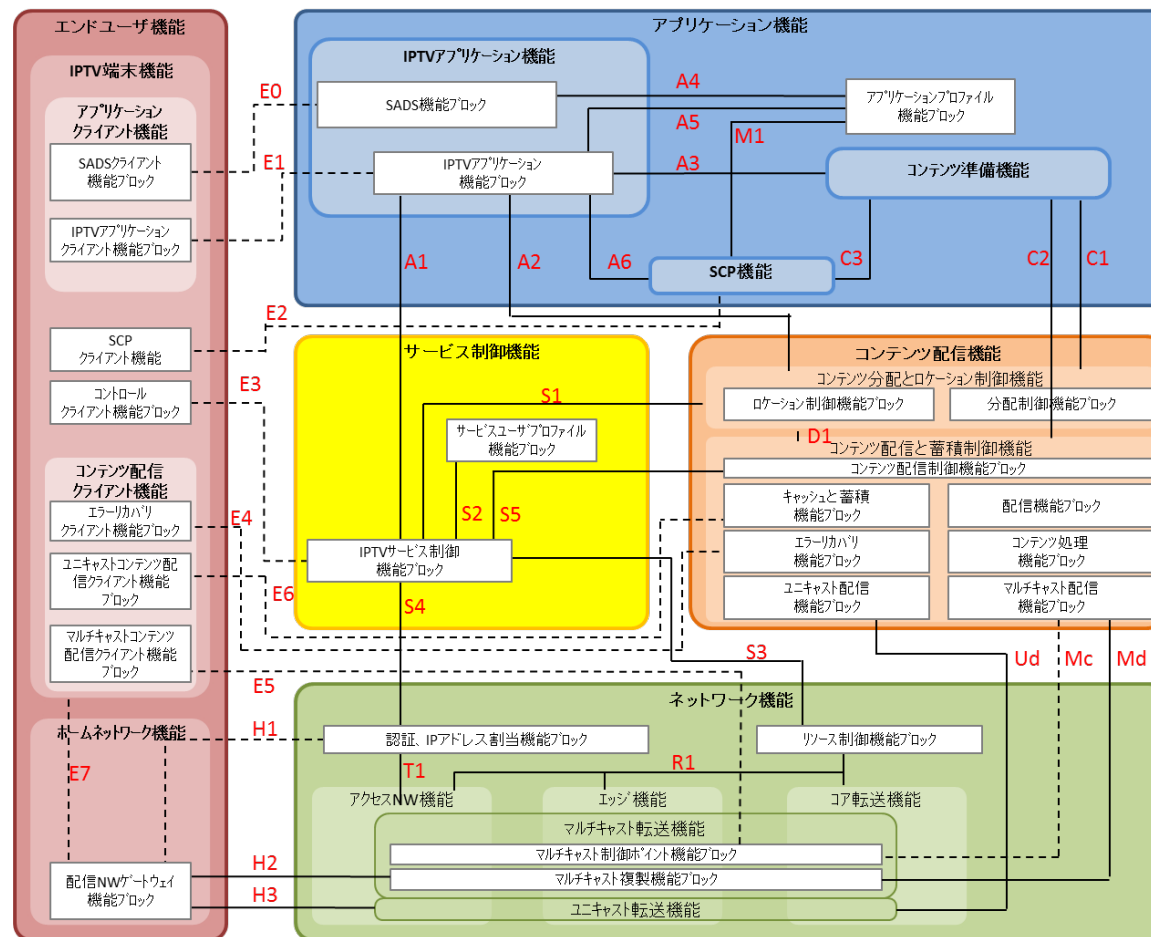 エンドユーザ機能
IPTV端末機能
アプリケーション
クライアント機能
SADSクライアント
機能ブロック
IPTVアプリケーション
クライアント機能ブロック
SCP
クライアント機能
コントロール
クライアント機能ブロック
コンテンツ配信
クライアント機能
エラーリカバリ
クライアント機能ブロック
ユニキャストコンテンツ配
信クライアント機能
ブロック
マルチキャストコンテンツ
配信クライアント機能
ブロック
ホームネットワーク機能
E7
配信NWゲートウェイ
機能ブロック
E0
E1
E2
E3
E4
E6
E5
H1
H2
H3
アプリケーション機能
IPTVアプリケーション機能
SADS機能ブロック
IPTVアプリケーション
機能ブロック
A4
A5
M1
A3
アプリケーションプロファイル
機能ブロック
コンテンツ準備機能
A1
A2
A6
SCP機能
C3
C2
C1
サービス制御機能
S1
サービスユーザプロファイル
機能ブロック
S2
S5
IPTVサービス制御
機能ブロック
S4
S3
コンテンツ配信機能
コンテンツ分配とロケーション制御機能
ロケーション制御機能ブロック
分配制御機能ブロック
D1
コンテンツ配信と蓄積制御機能
コンテンツ配信制御機能ブロック
キャッシュと蓄積
機能ブロック
配信機能ブロック
エラーリカバリ
機能ブロック
コンテンツ処理
機能ブロック
ユニキャスト配信
機能ブロック
マルチキャスト配信
機能ブロック
Ud
Mc
Md
ネットワーク機能
認証、IPアドレス割当機能ブロック
リソース制御機能ブロック
T1
R1
アクセスNW機能
エッジ機能
コア転送機能
マルチキャスト転送機能
マルチキャスト制御ポイント機能ブロック
マルチキャスト複製機能ブロック
ユニキャスト転送機能